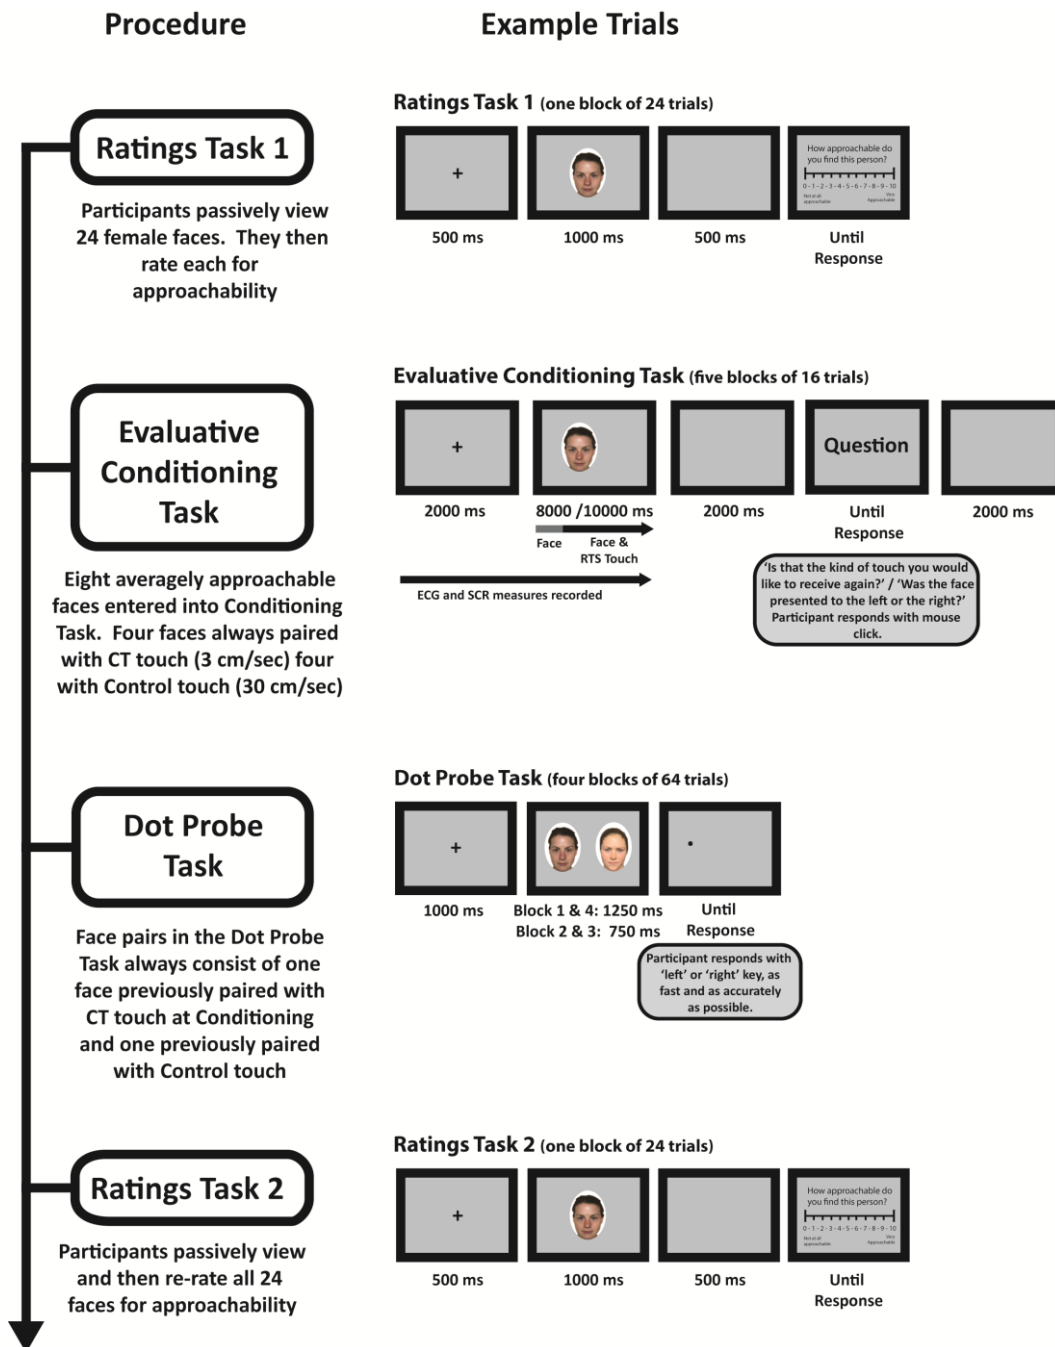 Procedure
Example Trials
Ratings Task 1
Participants passively view
24 female faces. They then
rate each for
approachability
Ratings Task 1 (one block of 24 trials)
+
How approachable do
you find this person?
0 - 1 - 2 - 3 - 4 - 5 - 6 - 7 - 8 - 9 - 10
Not at all
approachable
Very
Approachable
500 ms
1000 ms
500 ms
Until
Response
Evaluative
Conditioning
Task
Eight averagely approachable
faces entered into Conditioning
Task. Four faces always paired
with CT touch (3 cm/sec) four
with Control touch (30 cm/sec)
Evaluative Conditioning Task (five blocks of 16 trials)
+
Question
2000 ms
8000 /10000 ms
2000 ms
Until
Response
2000 ms
Face
Face &
RTS Touch
ECG and SCR measures recorded
‘Is that the kind of touch you would
like to receive again?’ / ‘Was the face
presented to the left or the right?’
Participant responds with mouse
click.
Dot Probe
Task
Face pairs in the Dot Probe
Task always consist of one
face previously paired with
CT touch at Conditioning
and one previously paired
with Control touch
Dot Probe Task (four blocks of 64 trials)
+
1000 ms
Block 1 & 4: 1250 ms
Block 2 & 3: 750 ms
Until
Response
Participant responds with
‘left’ or ‘right’ key, as
fast and as accurately
as possible.
Ratings Task 2
Participants passively view
and then re-rate all 24
faces for approachability
Ratings Task 2 (one block of 24 trials)
+
How approachable do
you find this person?
0 - 1 - 2 - 3 - 4 - 5 - 6 - 7 - 8 - 9 - 10
Not at all
approachable
Very
Approachable
500 ms
1000 ms
500 ms
Until
Response